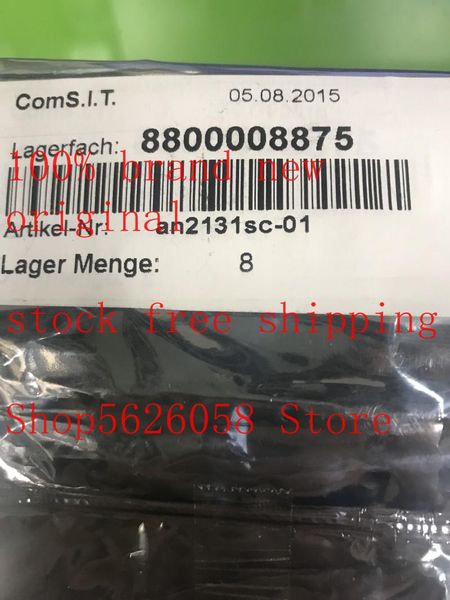 ComS.I.T. 05.08.2015
Lagerfach: 8800008875
100% brand new
original
Artikel-Nr: an2131sc-01
Lager Menge: 8
stock free shipping
Shop5626058 Store